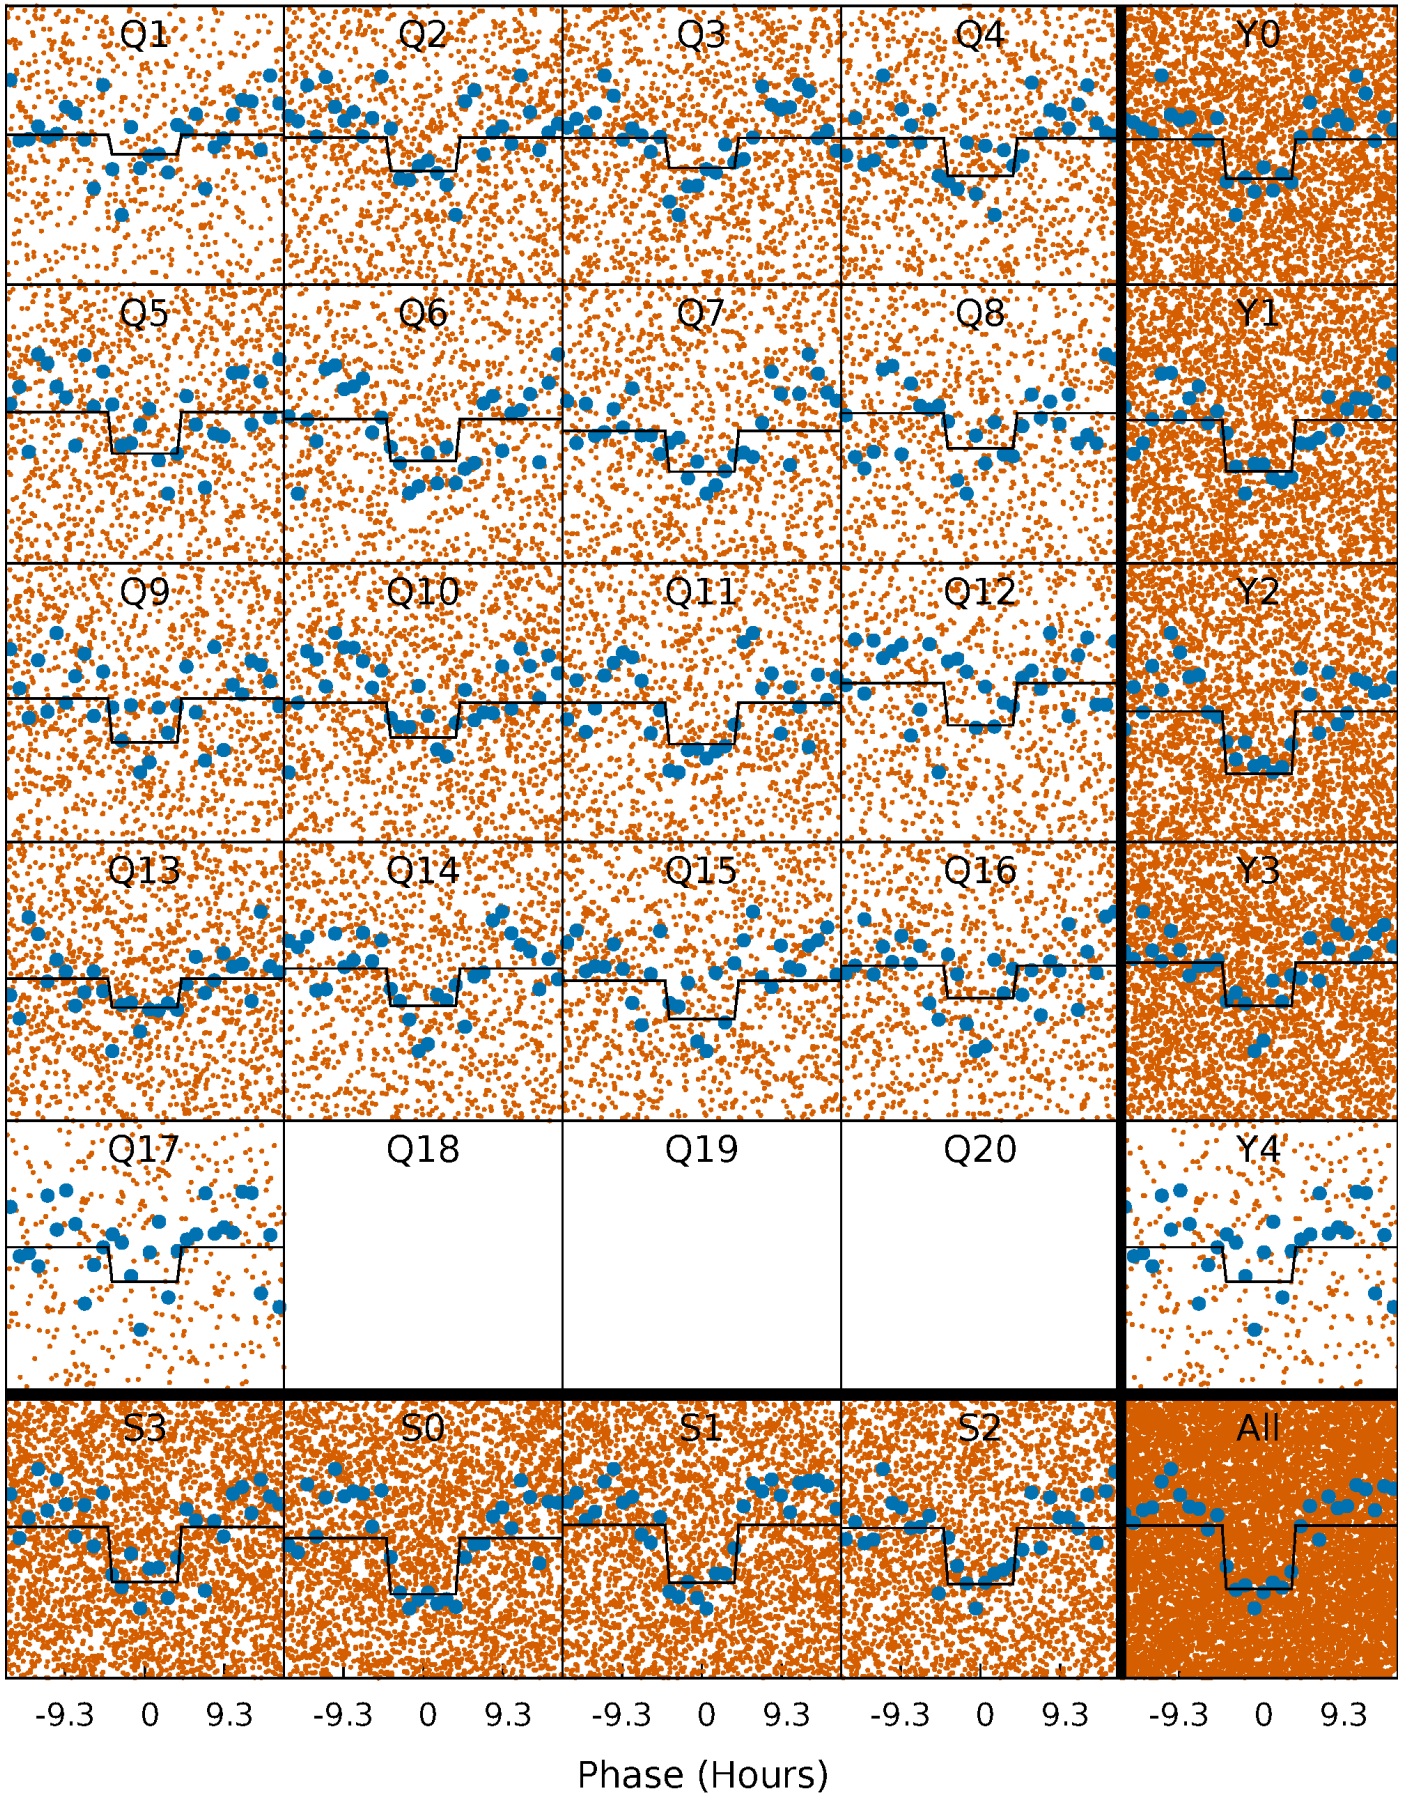 Q1 Q2 Q3 Q4 Y0
Q5 Q6 Q7 Q8 Y1
Q9 Q10 Q11 Q12 Y2
Q13 Q14 Q15 Q16 Y3
Q17 Q18 Q19 Q20 Y4
S3 S0 S1 S2 All
-9.3 0 9.3 -9.3 0 9.3 -9.3 0 9.3 -9.3 0 9.3 -9.3 0 9.3
Phase (Hours)